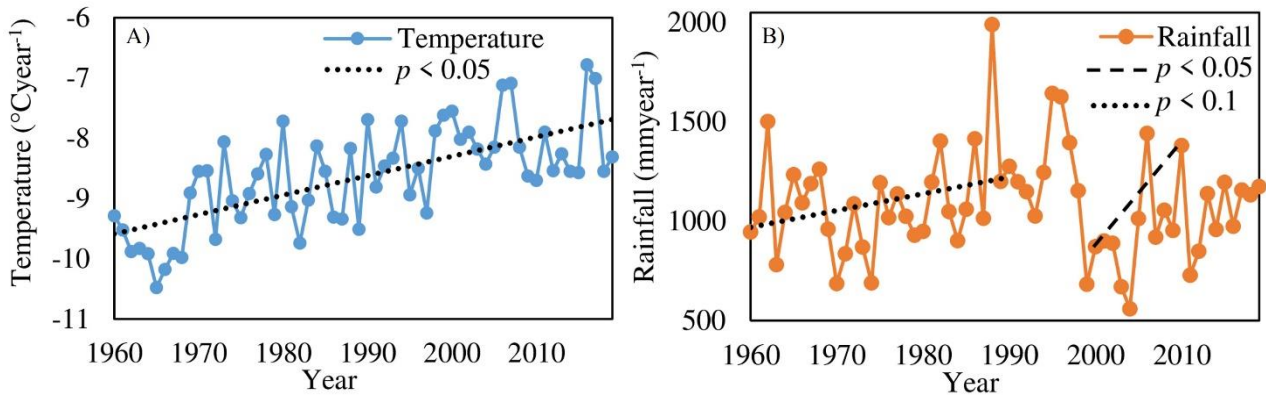 A)
Temperature
p < 0.05
-6
-7
-8
-9
-10
-11
Temperature (°Cyear-1)
1960 1970 1980 1990 2000 2010
Year
B)
Rainfall
p < 0.05
p < 0.1
2000
1500
1000
500
Rainfall (mmyear-1)
1960 1970 1980 1990 2000 2010
Year